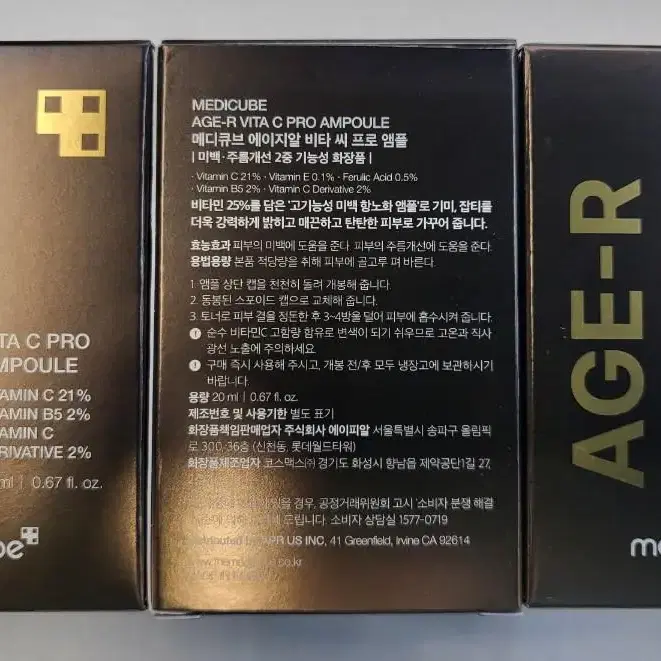 TA C PRO
MPOULE
TAMIN C 21%
TAMIN B5 2%
TAMIN C
ERIVATIVE 2%
ml | 0.67 fl. oz.
be
MEDICUBE
AGE-R VITA C PRO AMPOULE
메디큐브 에이지알 비타 씨 프로 앰플
| 미백·주름개선 2중 기능성 화장품 |
· Vitamin C 21% · Vitamin E 0.1% · Ferulic Acid 0.5%
· Vitamin B5 2% · Vitamin C Derivative 2%
비타민 25%를 담은 '고기능성 미백 항노화 앰플'로 기미, 잡티를
더욱 강력하게 밝히고 매끈하고 탄탄한 피부로 가꾸어 줍니다.
효능효과 피부의 미백에 도움을 준다. 피부의 주름개선에 도움을 준다.
용법용량 본품 적당량을 취해 피부에 골고루 펴 바른다.
1. 앰플 상단 캡을 천천히 돌려 개봉해 줍니다.
2. 동봉된 스포이드 캡으로 교체해 줍니다.
3. 토너로 피부 결을 정돈한 후 3~4방울 덜어 피부에 흡수시켜 줍니다.
! 순수 비타민C 고함량 함유로 변색이 되기 쉬우므로 고온과 직사
광선 노출에 주의하세요.
! 구매 즉시 사용해 주시고, 개봉 전/후 모두 냉장고에 보관하시기
바랍니다.
용량 20 ml | 0.67 fl. oz.
제조번호 및 사용기한 별도 표기
화장품책임판매업자 주식회사 에이피알 서울특별시 송파구 올림픽
로 300, 36층 (신천동, 롯데월드타워)
화장품제조업자 코스맥스㈜ 경기도 화성시 향남읍 제약공단1길 27,
있을 경우, 공정거래위원회 고시 '소비자 분쟁 해결
드립니다. 소비자 상담실 1577-0719
APR US INC, 41 Greenfield, Irvine CA 92614
AGE-R
me